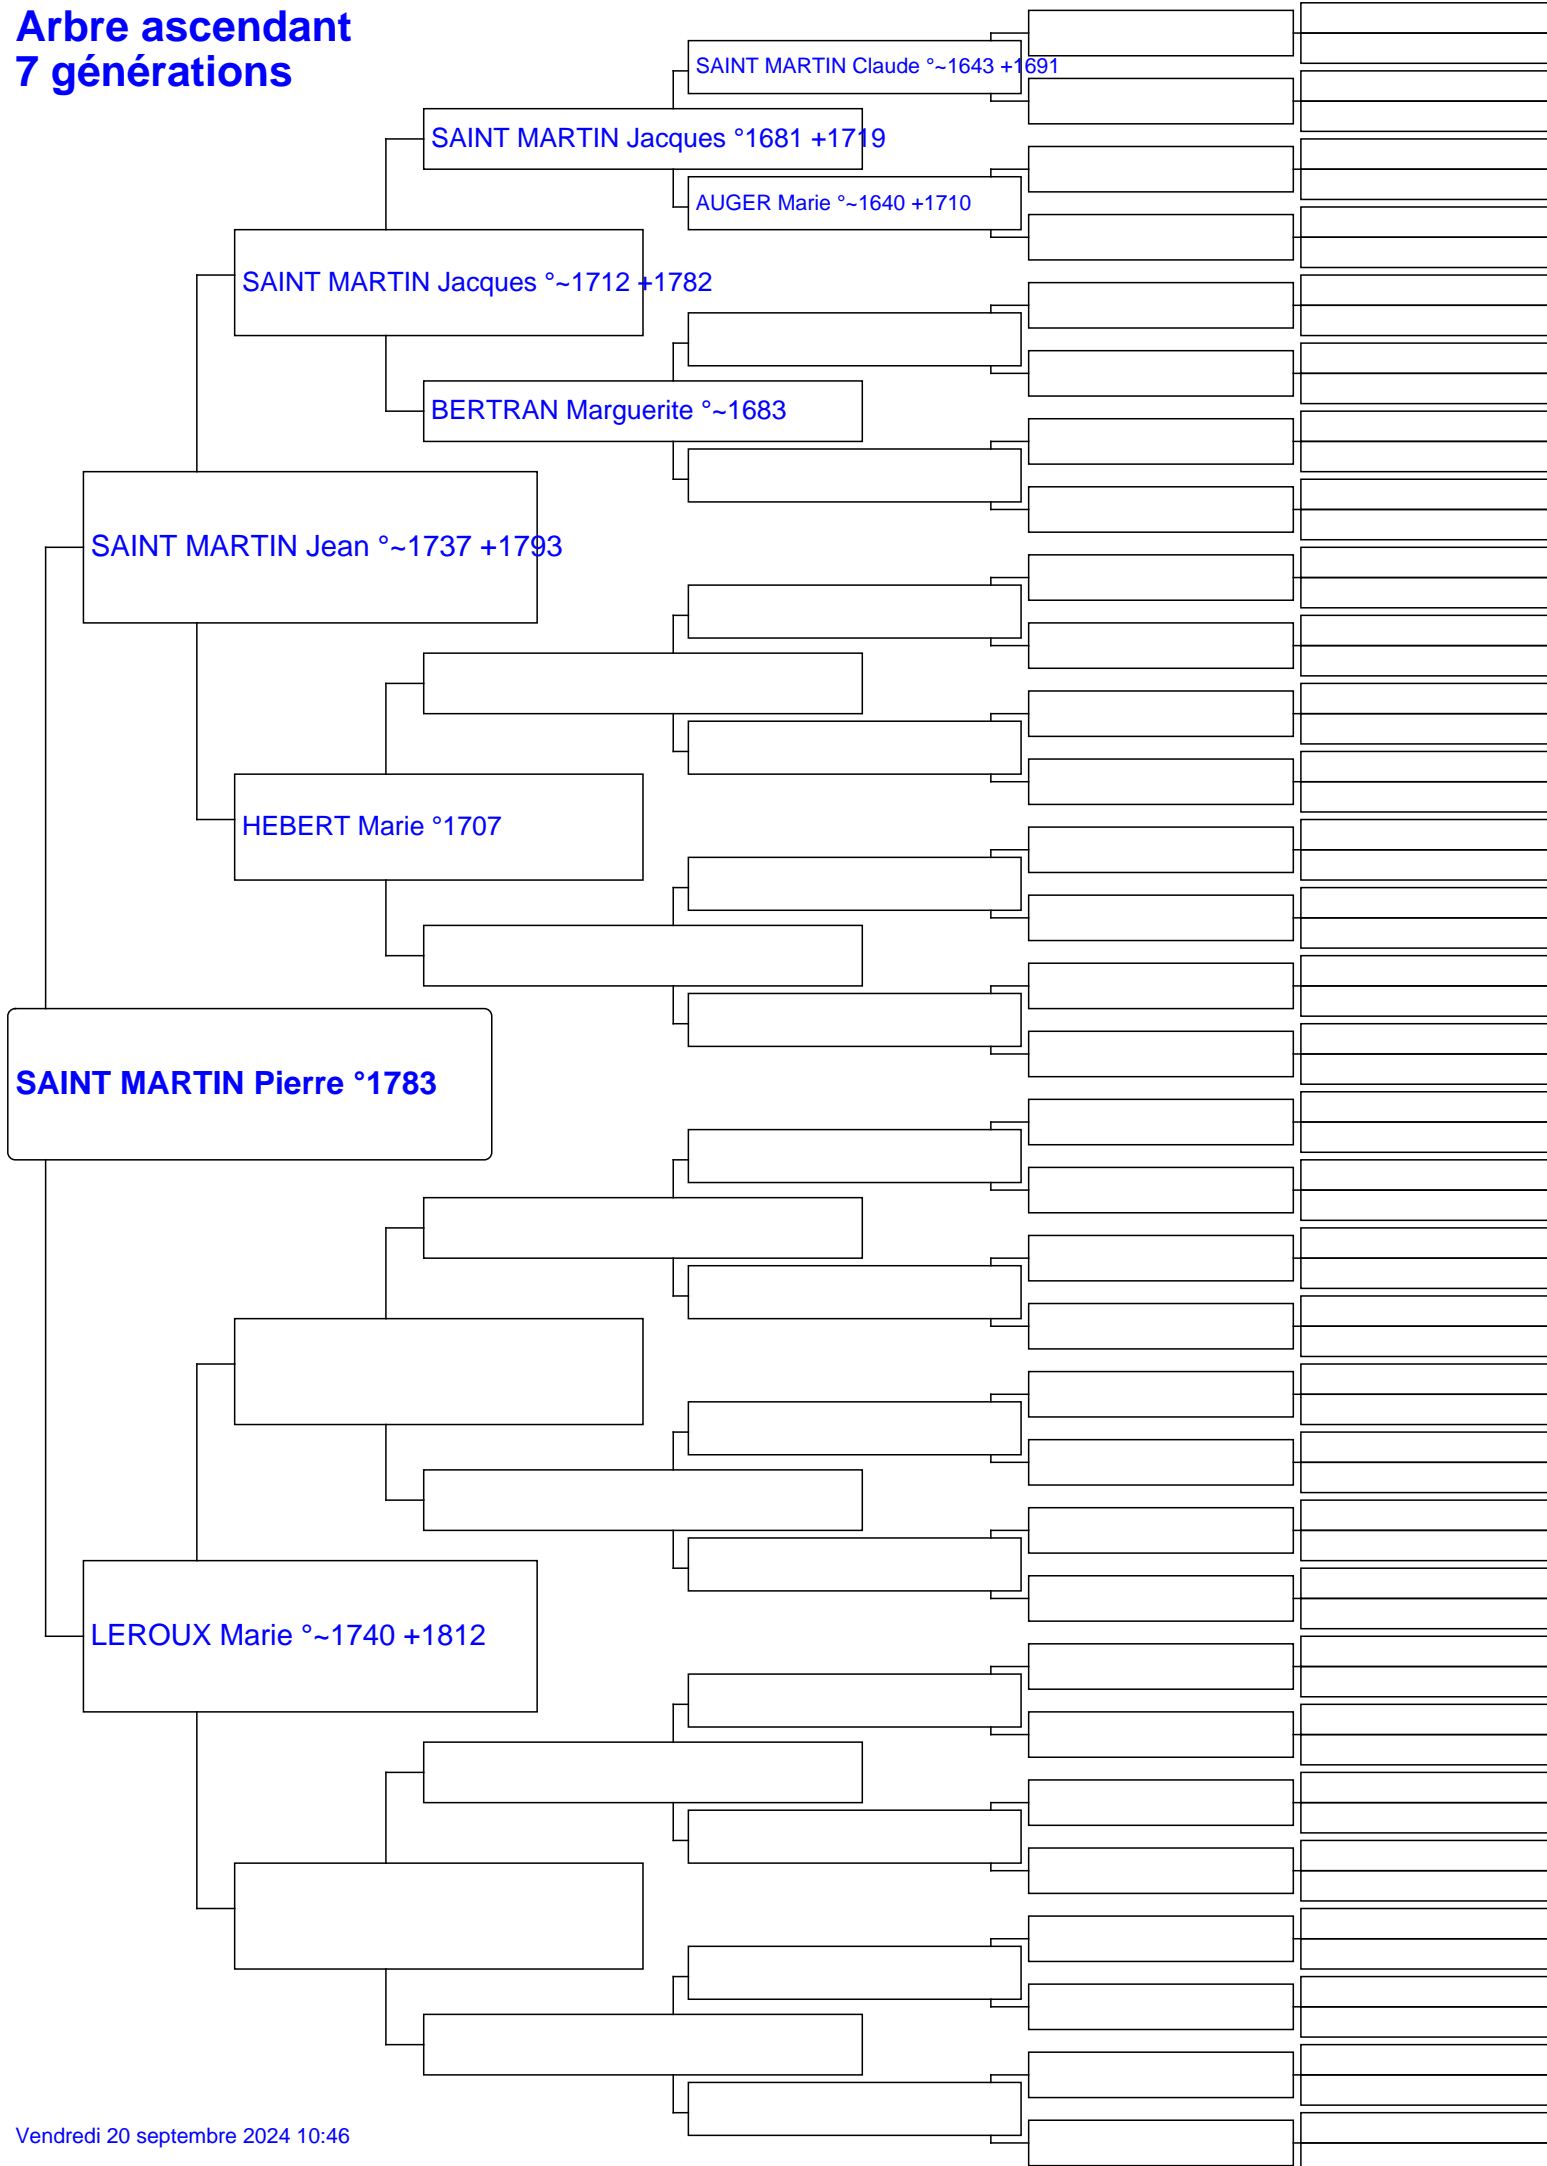 Arbre ascendant
7 générations
SAINT MARTIN Claude °~1643 +1691
SAINT MARTIN Jacques °1681 +1719
AUGER Marie °~1640 +1710
SAINT MARTIN Jacques °~1712 +1782
BERTRAN Marguerite °~1683
SAINT MARTIN Jean °~1737 +1793
HEBERT Marie °1707
SAINT MARTIN Pierre °1783
LEROUX Marie °~1740 +1812
Vendredi 20 septembre 2024 10:46